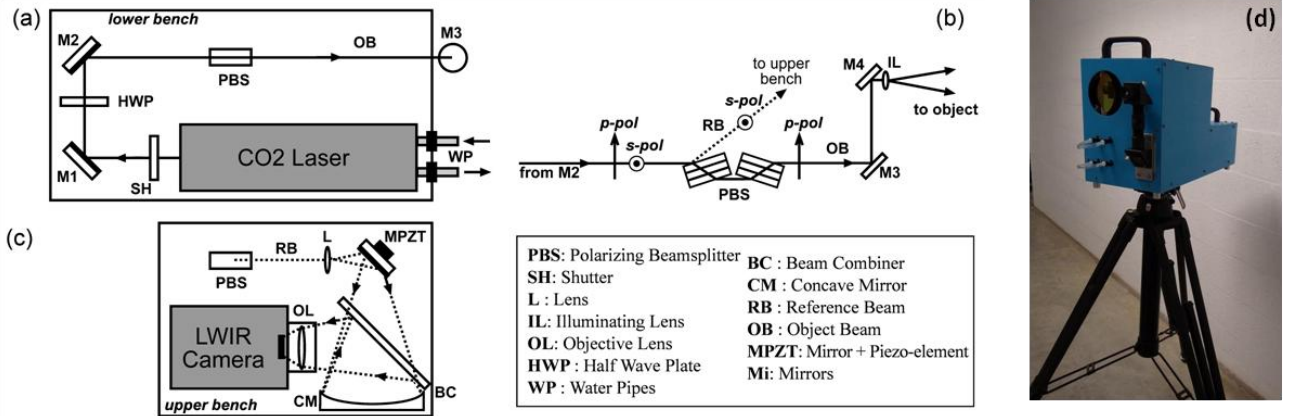 (a)
lower bench
M2
OB
M3
PBS
HWP
CO2 Laser
WP
M1
SH
(b)
to upper
bench
s-pol
RB
p-pol
s-pol
from M2
PBS
p-pol
OB
M4
IL
to object
M3
(c)
RB
L
MPZT
PBS
OL
LWIR
Camera
CM
BC
upper bench
PBS: Polarizing Beamsplitter
SH: Shutter
L : Lens
IL: Illuminating Lens
OL: Objective Lens
HWP : Half Wave Plate
WP : Water Pipes
BC : Beam Combiner
CM : Concave Mirror
RB : Reference Beam
OB : Object Beam
MPZT: Mirror + Piezo-element
Mi: Mirrors
(d)